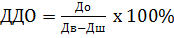 ДДО = До / (Дв−Дш) х 100%